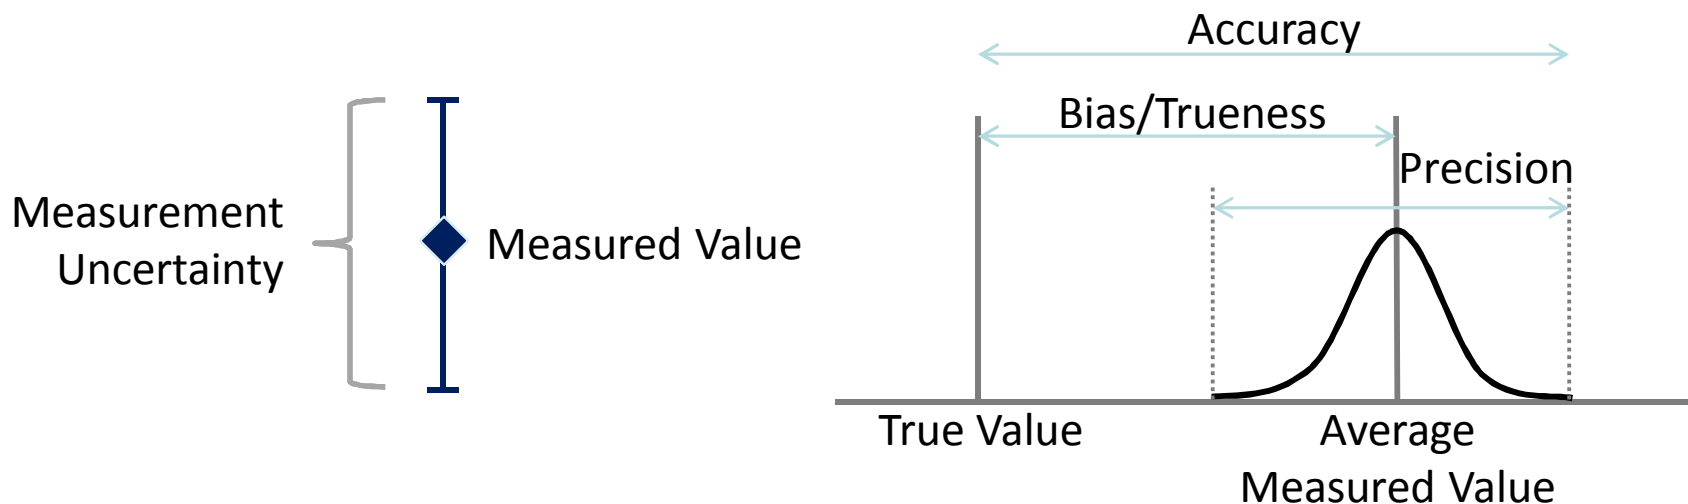 Measurement
Uncertainty
Measured Value
Accuracy
Bias/Trueness
Precision
True Value
Average
Measured Value